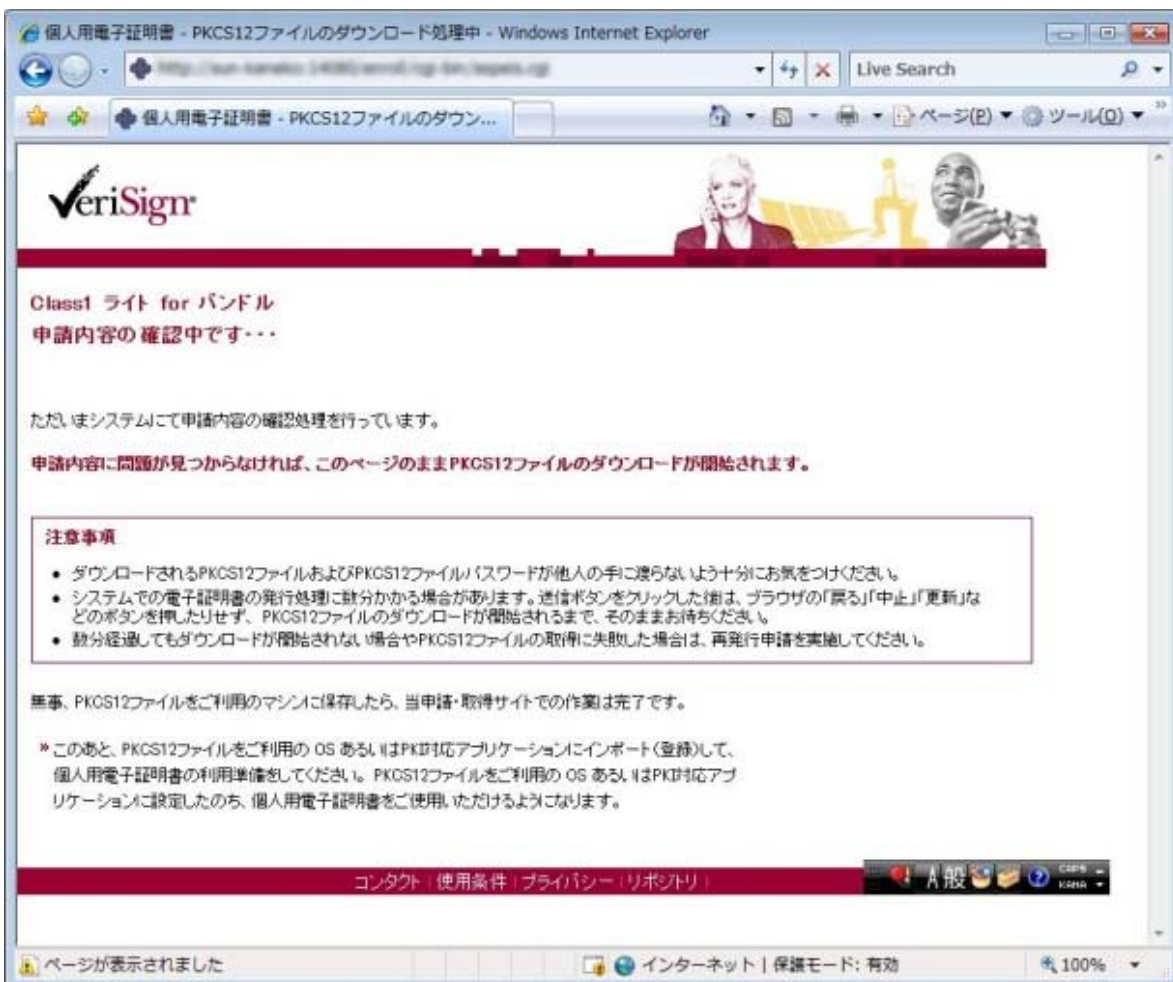 個人用電子証明書 - PKCS12ファイルのダウンロード処理中 - Windows Internet Explorer
Live Search
個人用電子証明書 - PKCS12ファイルのダウン...
ページ(P)
ツール(O)
VeriSign
Class1 ライト for バンドル
申請内容の確認中です・・・
ただいまシステムにて申請内容の確認処理を行っています。
申請内容に問題が見つからなければ、このページのままPKCS12ファイルのダウンロードが開始されます。
注意事項
• ダウンロードされるPKCS12ファイルおよびPKCS12ファイルパスワードが他人の手に渡らないよう十分にお気をつけください。
• システムでの電子証明書の発行処理に数分かかる場合があります。送信ボタンをクリックした後は、ブラウザの「戻る」「中止」「更新」な
どのボタンを押したりせず、PKCS12ファイルのダウンロードが開始されるまで、そのままお待ちください。
• 数分経過してもダウンロードが開始されない場合やPKCS12ファイルの取得に失敗した場合は、再発行申請を実施してください。
無事、PKCS12ファイルをご利用のマシンに保存したら、当申請・取得サイトでの作業は完了です。
» このあと、PKCS12ファイルをご利用の OS あるいはPKI対応アプリケーションにインポート（登録）して、
個人用電子証明書の利用準備をしてください。PKCS12ファイルをご利用の OS あるいはPKI対応アプ
リケーションに設定したのち、個人用電子証明書をご使用いただけるようになります。
コンタクト | 使用条件 | プライバシー | リポジトリ |
A 般
CAPS
KANA
ページが表示されました
インターネット | 保護モード: 有効
100%